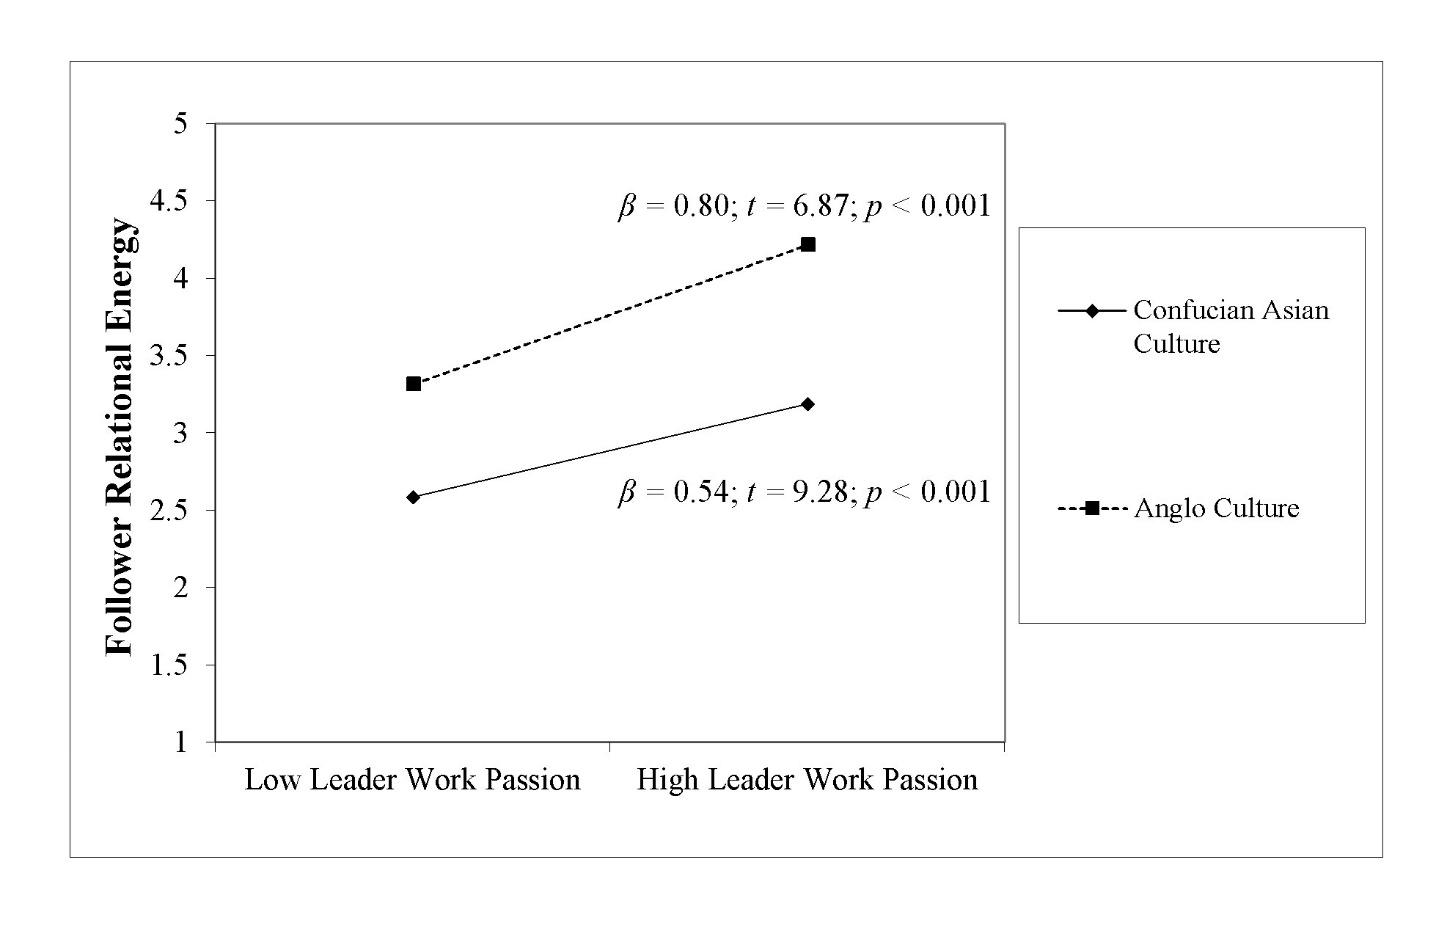 5
4.5
4
3.5
3
2.5
2
1.5
1
Follower Relational Energy
β = 0.80; t = 6.87; p < 0.001
β = 0.54; t = 9.28; p < 0.001
Low Leader Work Passion
High Leader Work Passion
Confucian Asian
Culture
Anglo Culture